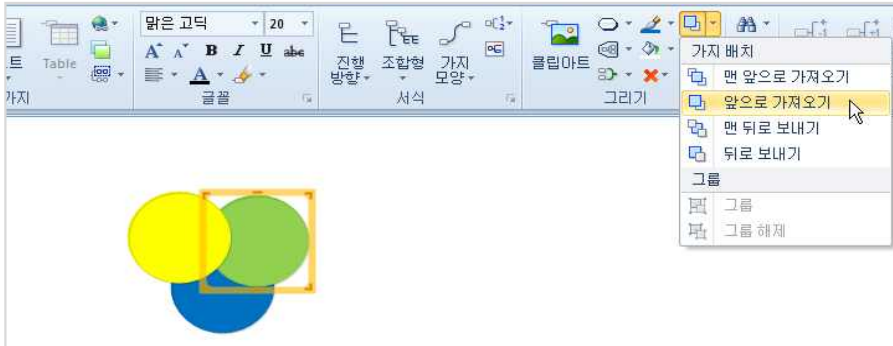 맑은 고딕 20
트 Table
가 가 B I U abc
A
진행
방향
조합형
가지
모양
클립아트
가지
글꼴
서식
그리기
가지 배치
맨 앞으로 가져오기
앞으로 가져오기
맨 뒤로 보내기
뒤로 보내기
그룹
그룹
그룹 해제